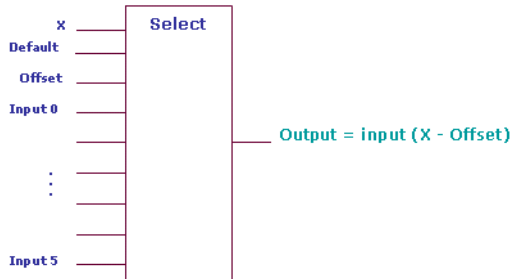 Select
x
Default
Offset
Input 0
Output = input (X - Offset)
Input 5